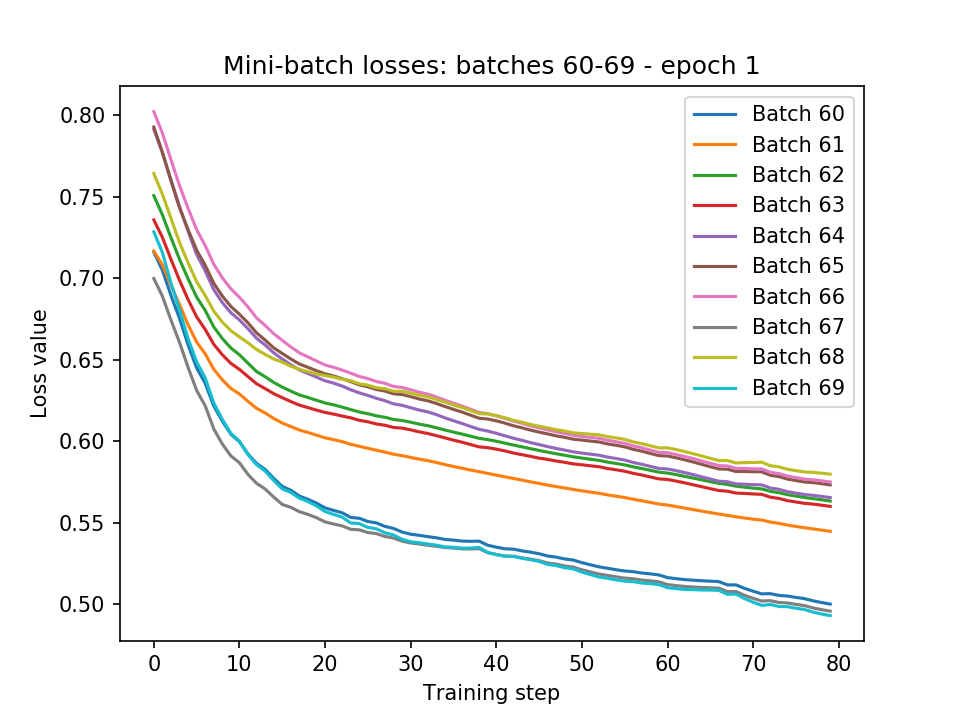 Mini-batch losses: batches 60-69 - epoch 1
0.80
0.75
0.70
0.65
0.60
0.55
0.50
Loss value
0
10
20
30
40
50
60
70
80
Training step
Batch 60
Batch 61
Batch 62
Batch 63
Batch 64
Batch 65
Batch 66
Batch 67
Batch 68
Batch 69